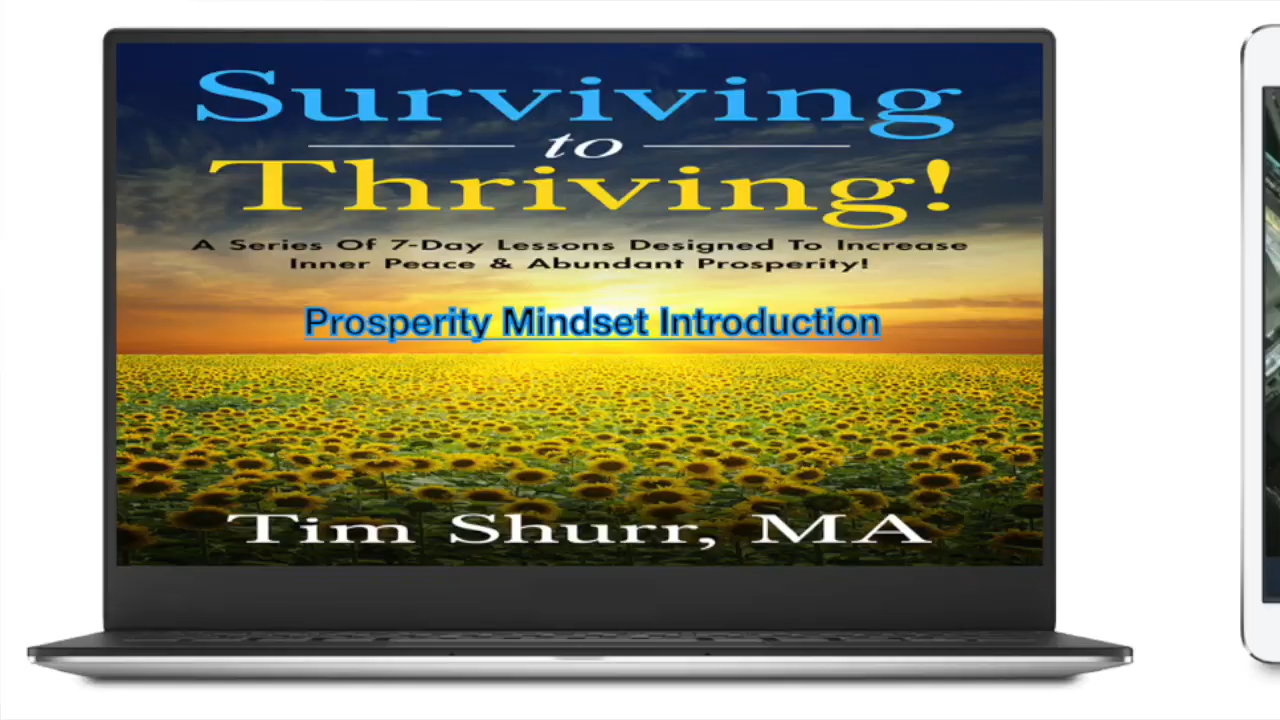 Surviving
to
Thriving!
A Series Of 7-Day Lessons Designed To Increase
Inner Peace & Abundant Prosperity!
Prosperity Mindset Introduction
Tim Shurr, MA